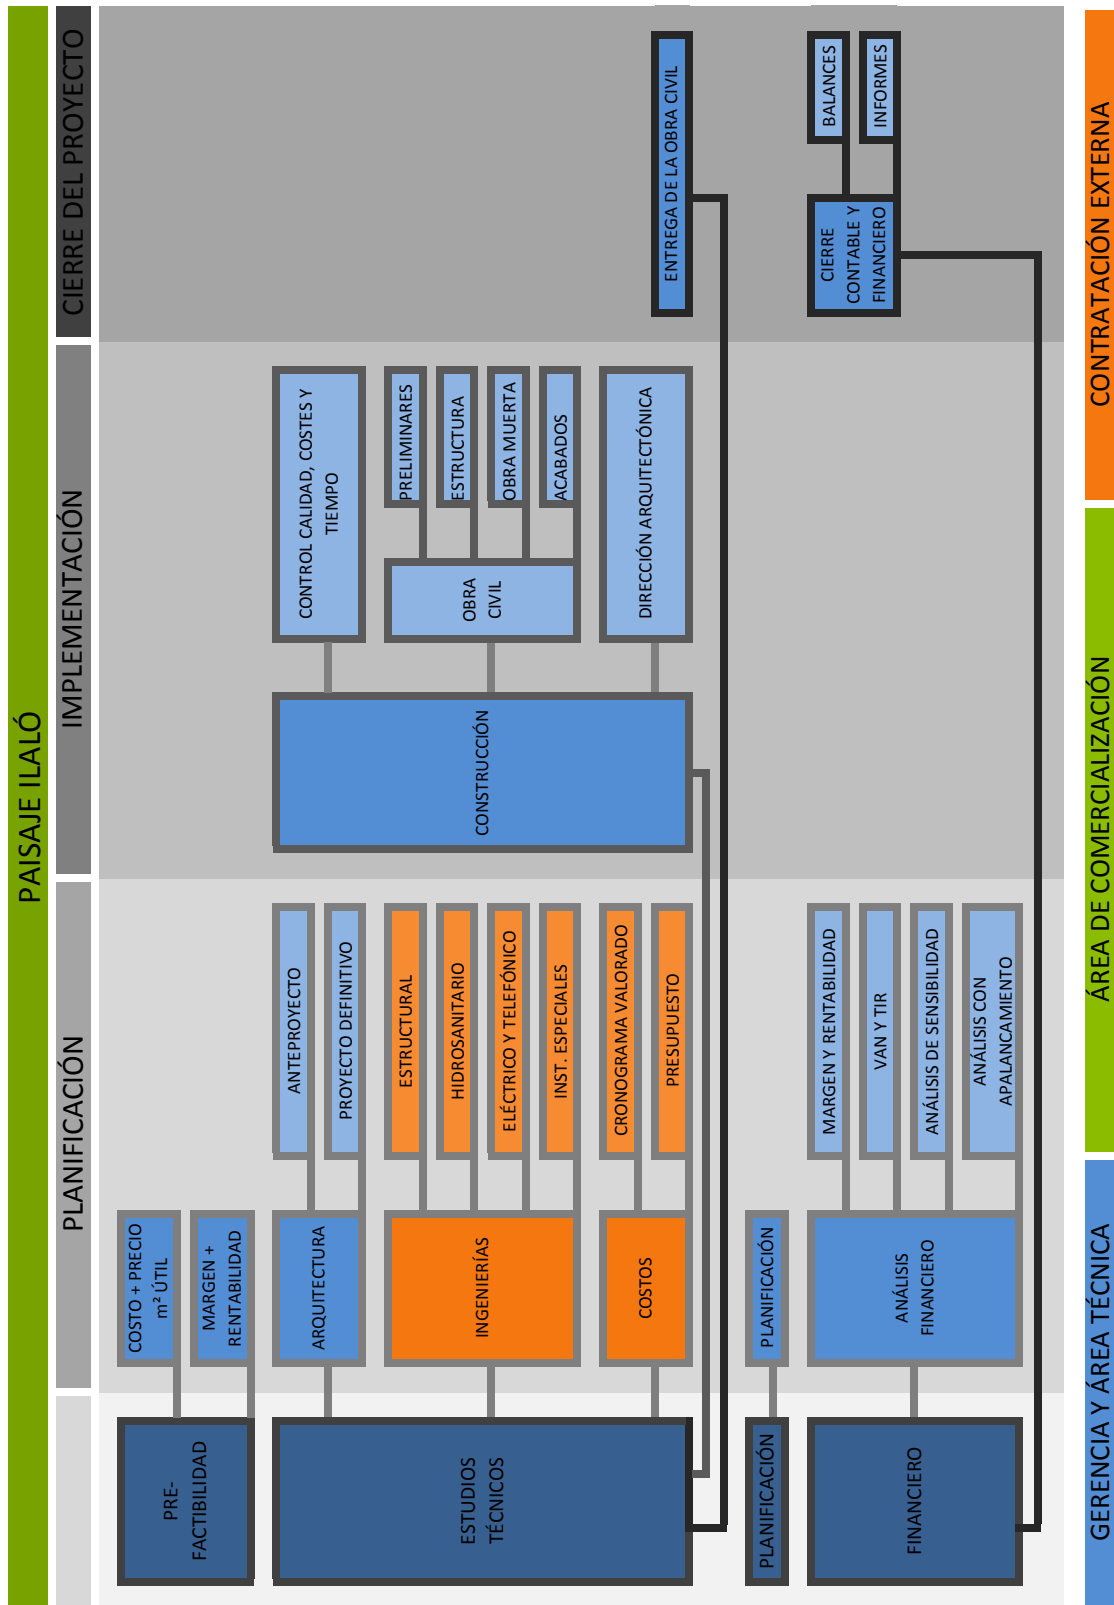 PAISAJE ILALÓ
PLANIFICACIÓN
IMPLEMENTACIÓN
CIERRE DEL PROYECTO
PRE-
FACTIBILIDAD
COSTO + PRECIO
m² ÚTIL
MARGEN +
RENTABILIDAD
ESTUDIOS
TÉCNICOS
ARQUITECTURA
ANTEPROYECTO
PROYECTO DEFINITIVO
INGENIERÍAS
ESTRUCTURAL
HIDROSANITARIO
ELÉCTRICO Y TELEFÓNICO
INST. ESPECIALES
COSTOS
CRONOGRAMA VALORADO
PRESUPUESTO
CONSTRUCCIÓN
CONTROL CALIDAD, COSTES Y
TIEMPO
OBRA
CIVIL
PRELIMINARES
ESTRUCTURA
OBRA MUERTA
ACABADOS
DIRECCIÓN ARQUITECTÓNICA
ENTREGA DE LA OBRA CIVIL
PLANIFICACIÓN
PLANIFICACIÓN
FINANCIERO
ANÁLISIS
FINANCIERO
MARGEN Y RENTABILIDAD
VAN Y TIR
ANÁLISIS DE SENSIBILIDAD
ANÁLISIS CON
APALANCAMIENTO
CIERRE
CONTABLE Y
FINANCIERO
BALANCES
INFORMES
GERENCIA Y ÁREA TÉCNICA
ÁREA DE COMERCIALIZACIÓN
CONTRATACIÓN EXTERNA